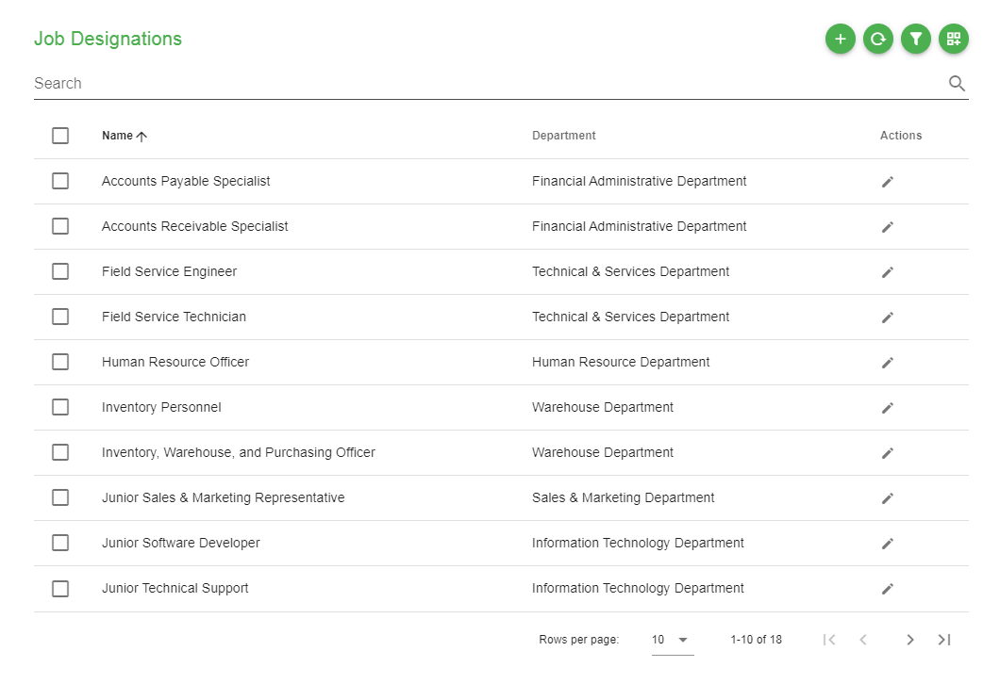 Job Designations
Search
Name Department Actions
Accounts Payable Specialist Financial Administrative Department
Accounts Receivable Specialist Financial Administrative Department
Field Service Engineer Technical & Services Department
Field Service Technician Technical & Services Department
Human Resource Officer Human Resource Department
Inventory Personnel Warehouse Department
Inventory, Warehouse, and Purchasing Officer Warehouse Department
Junior Sales & Marketing Representative Sales & Marketing Department
Junior Software Developer Information Technology Department
Junior Technical Support Information Technology Department
Rows per page: 10 1-10 of 18